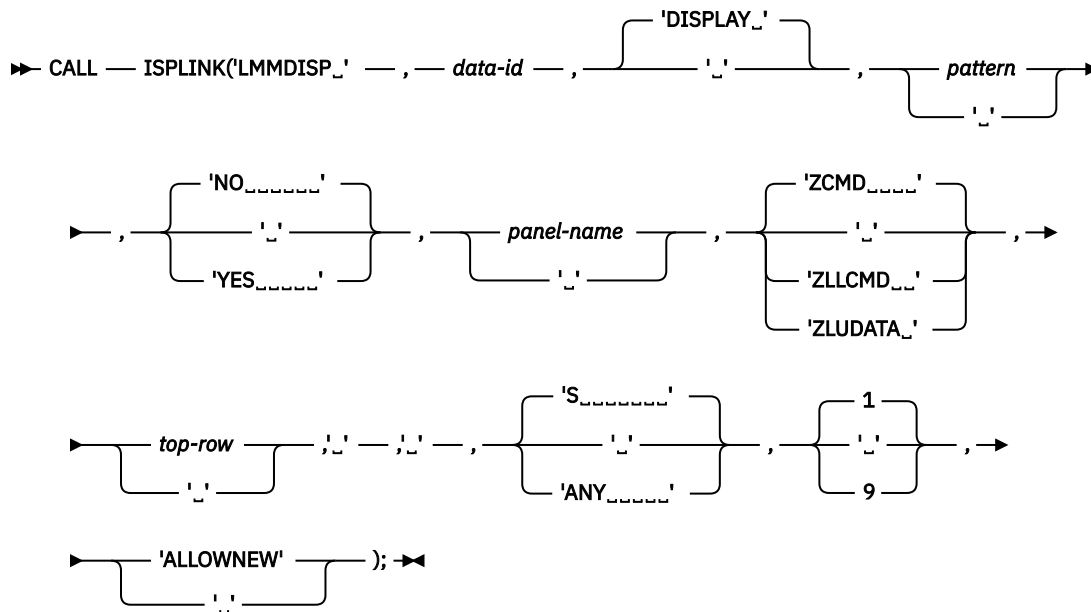 'DISPLAY␣'
CALL ISPLINK('LMMDISP␣' , data-id , '␣' , pattern
'␣'
'NO␣␣␣␣␣␣' 'ZCMD␣␣␣␣'
, '␣' , panel-name , '␣' ,
'YES␣␣␣␣␣' '␣' 'ZLLCMD␣␣'
'ZLUDATA␣'
'S␣␣␣␣␣␣␣' 1
top-row ,'␣' ,'␣' , '␣' , '␣' ,
'␣' 'ANY␣␣␣␣␣' 9
'ALLOWNEW' );
'␣'